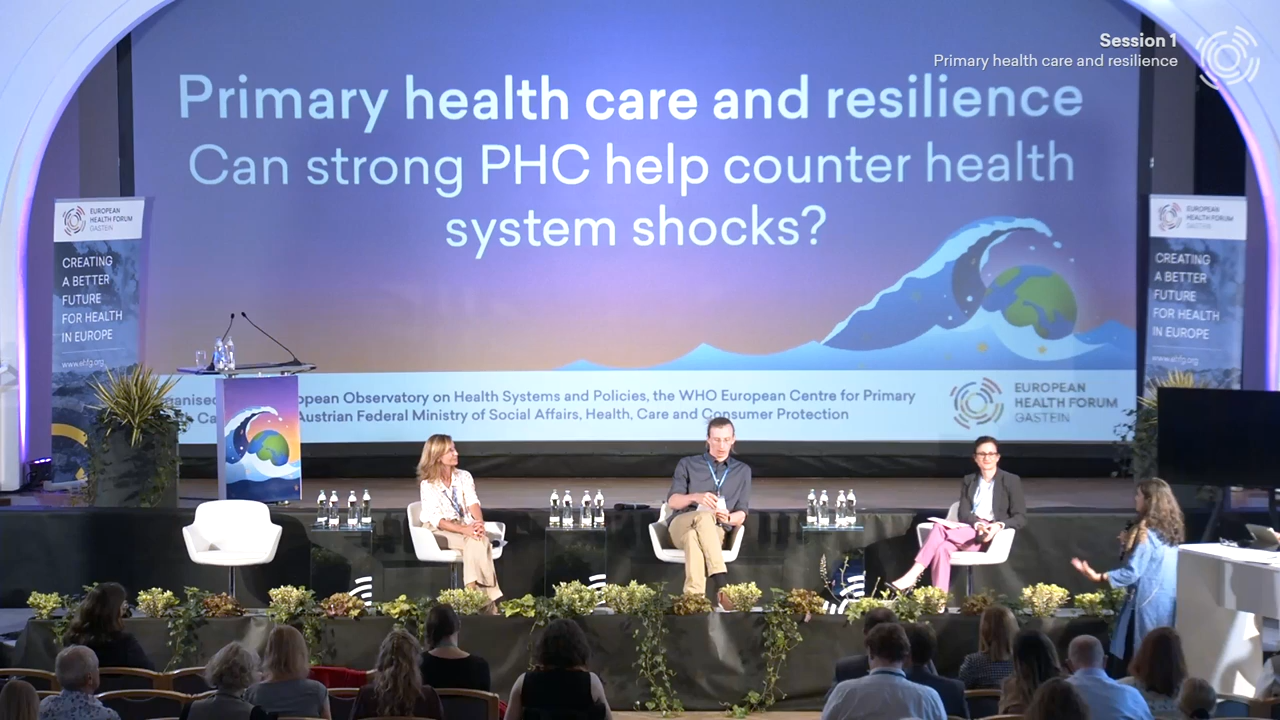 Session 1
Primary health care and resilience
Primary health care and resilience
Can strong PHC help counter health
system shocks?
EUROPEAN
HEALTH FORUM
GASTEIN
CREATING
A BETTER
FUTURE
FOR HEALTH
IN EUROPE
www.ehfg.org
EUROPEAN
HEALTH FORUM
GASTEIN
CREATING
A BETTER
FUTURE
FOR HEALTH
IN EUROPE
www.ehfg.org
Observatory on Health Systems and Policies, the WHO European Centre for Primary
Austrian Federal Ministry of Social Affairs, Health, Care and Consumer Protection
EUROPEAN
HEALTH FORUM
GASTEIN